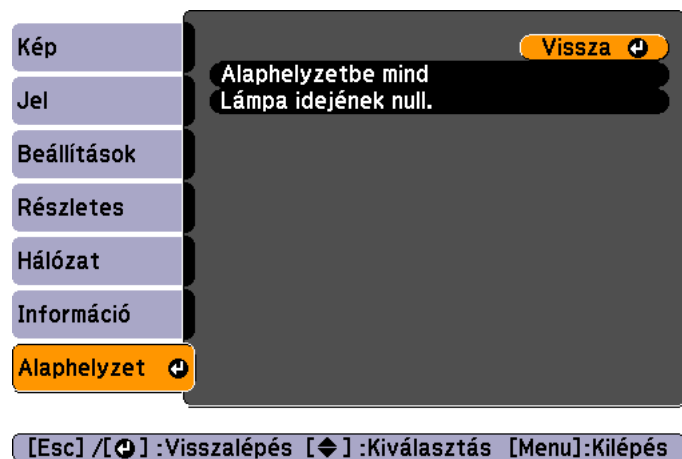 Kép
Vissza
Alaphelyzetbe mind
Lámpa idejének null.
Jel
Beállítások
Részletes
Hálózat
Információ
Alaphelyzet
[Esc] /[⏎] :Visszalépés [◆] :Kiválasztás [Menu]:Kilépés